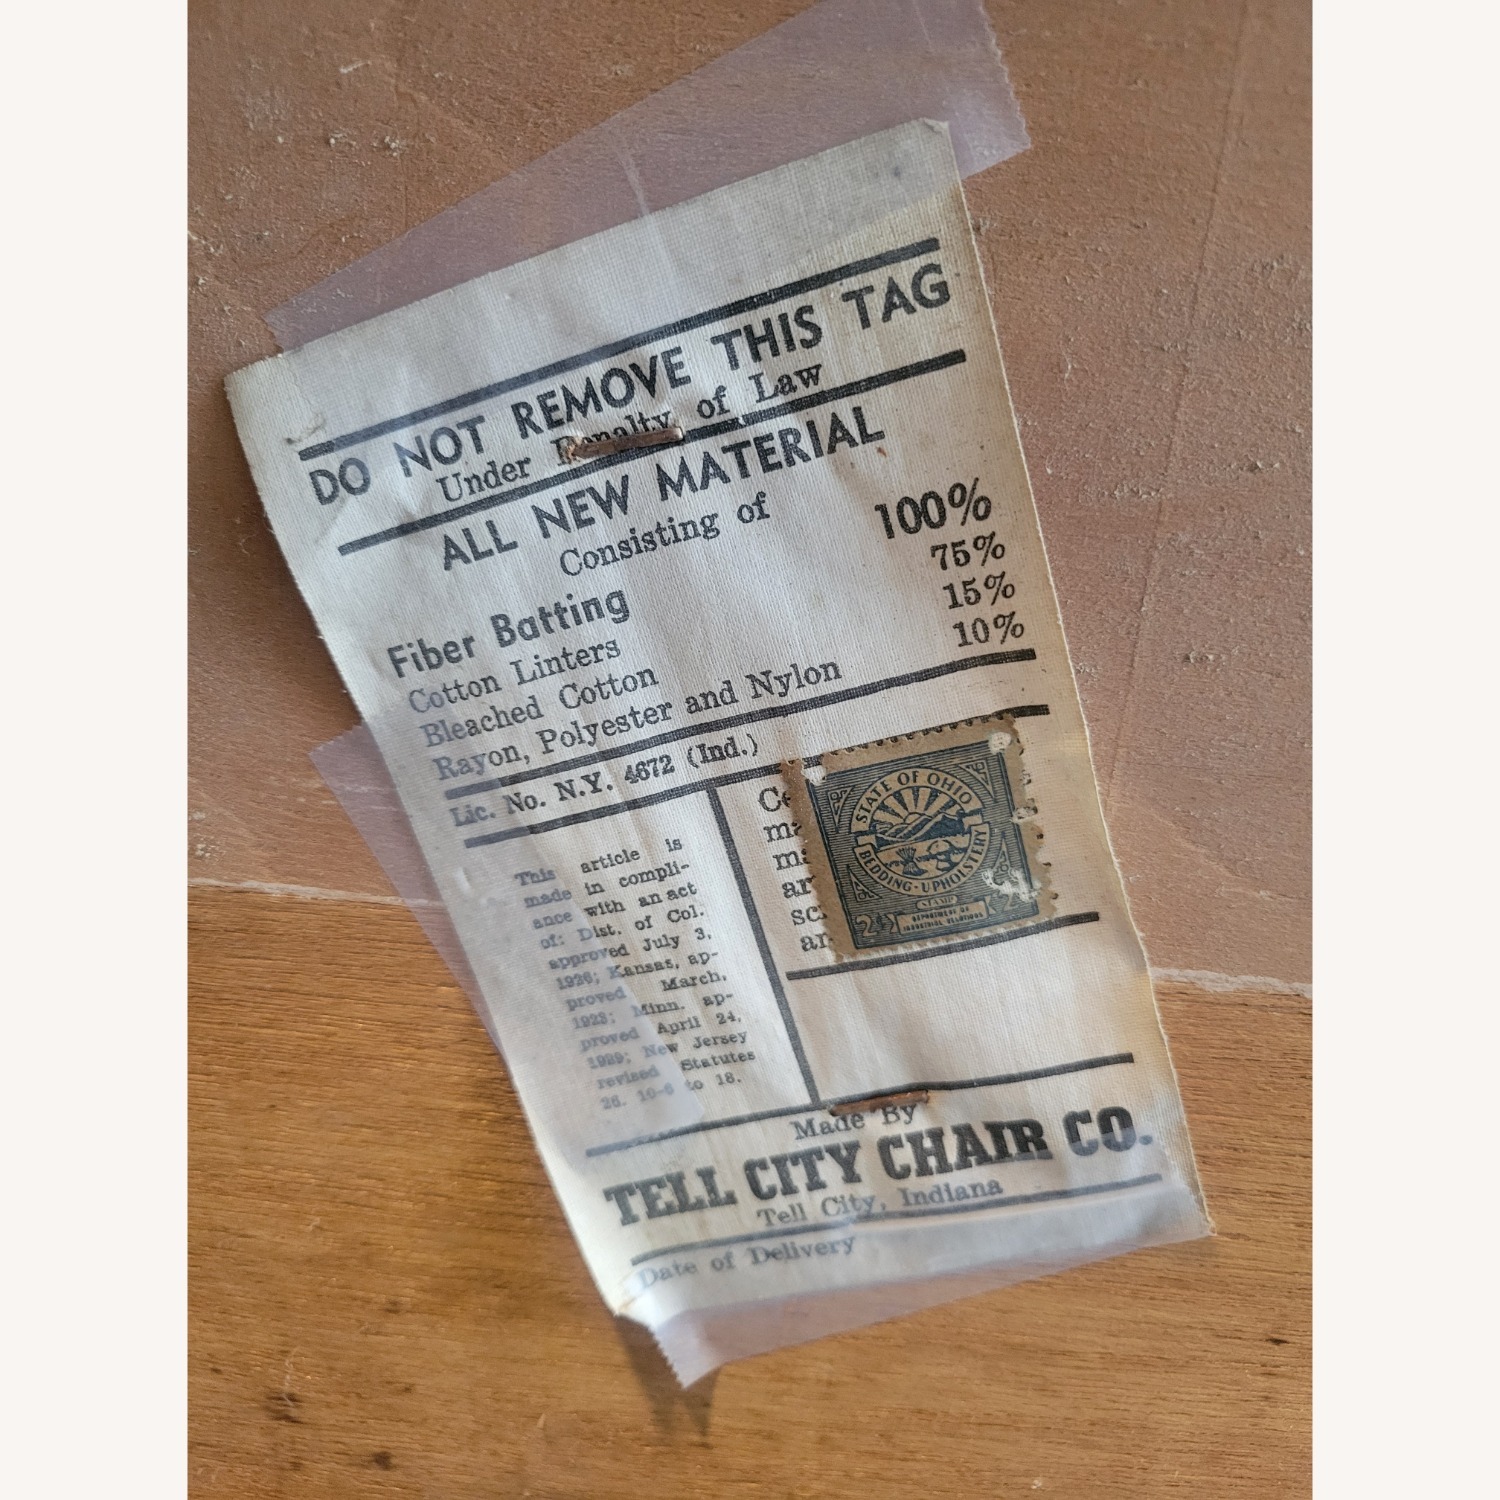 DO NOT REMOVE THIS TAG
Under Penalty of Law
ALL NEW MATERIAL
Consisting of
Fiber Batting 100%
Cotton Linters 75%
Bleached Cotton 15%
Rayon, Polyester and Nylon 10%
Lic. No. N.Y. 4672 (Ind.)
This article is
made in compli-
ance with an act
of: Dist. of Col.
approved July 3,
1926; Kansas, ap-
proved March,
1923; Minn. ap-
proved April 24,
1929; New Jersey
revised Statutes
26. 10-6 to 18.
STATE OF OHIO
BEDDING · UPHOLSTERY
STAMP
DEPARTMENT OF
INDUSTRIAL RELATIONS
Made By
TELL CITY CHAIR CO.
Tell City, Indiana
Date of Delivery